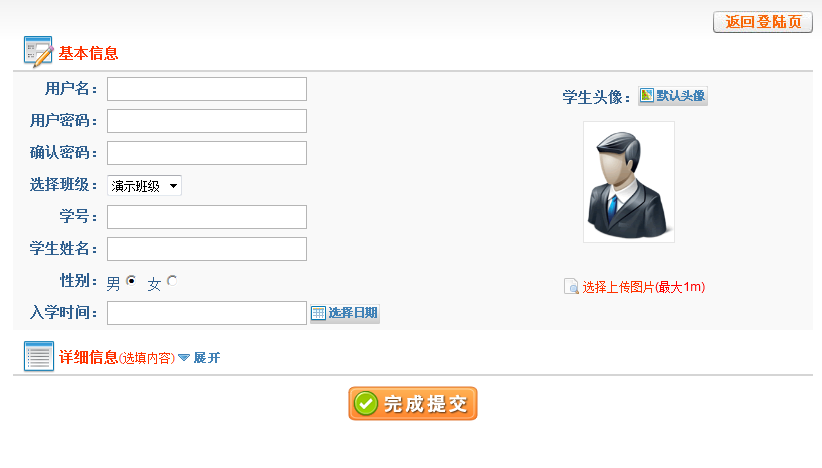 返回登陆页
基本信息
用户名：
学生头像： 默认头像
用户密码：
确认密码：
选择班级： 演示班级
学号：
学生姓名：
性别： 男 女
选择上传图片(最大1m)
入学时间： 选择日期
详细信息(选填内容) 展开
完成提交